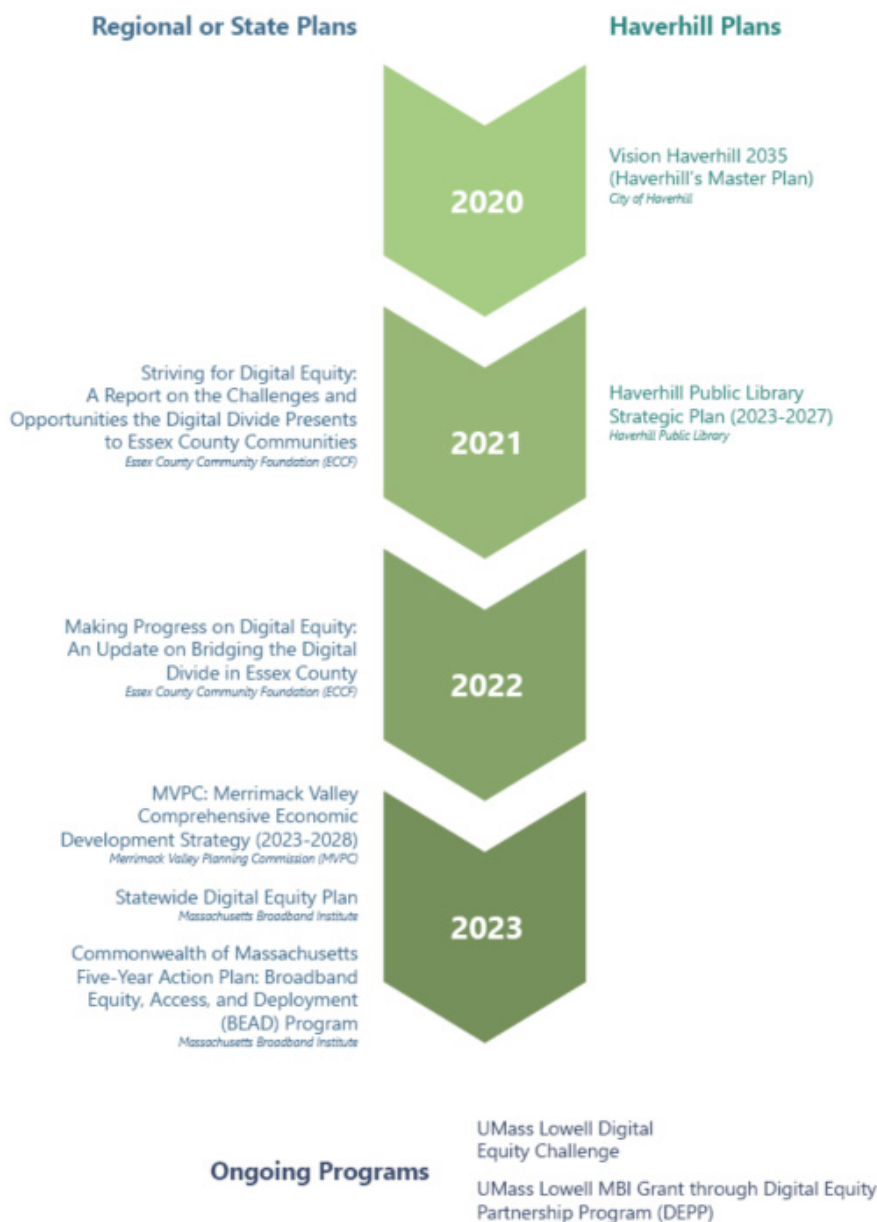 Regional or State Plans
Haverhill Plans
2020
Vision Haverhill 2035
(Haverhill's Master Plan)
City of Haverhill
Striving for Digital Equity:
A Report on the Challenges and
Opportunities the Digital Divide Presents
to Essex County Communities
Essex County Community Foundation (ECCF)
2021
Haverhill Public Library
Strategic Plan (2023-2027)
Haverhill Public Library
Making Progress on Digital Equity:
An Update on Bridging the Digital
Divide in Essex County
Essex County Community Foundation (ECCF)
2022
MVPC: Merrimack Valley
Comprehensive Economic
Development Strategy (2023-2028)
Merrimack Valley Planning Commission (MVPC)
Statewide Digital Equity Plan
Massachusetts Broadband Institute
Commonwealth of Massachusetts
Five-Year Action Plan: Broadband
Equity, Access, and Deployment
(BEAD) Program
Massachusetts Broadband Institute
2023
Ongoing Programs
UMass Lowell Digital
Equity Challenge
UMass Lowell MBI Grant through Digital Equity
Partnership Program (DEPP)